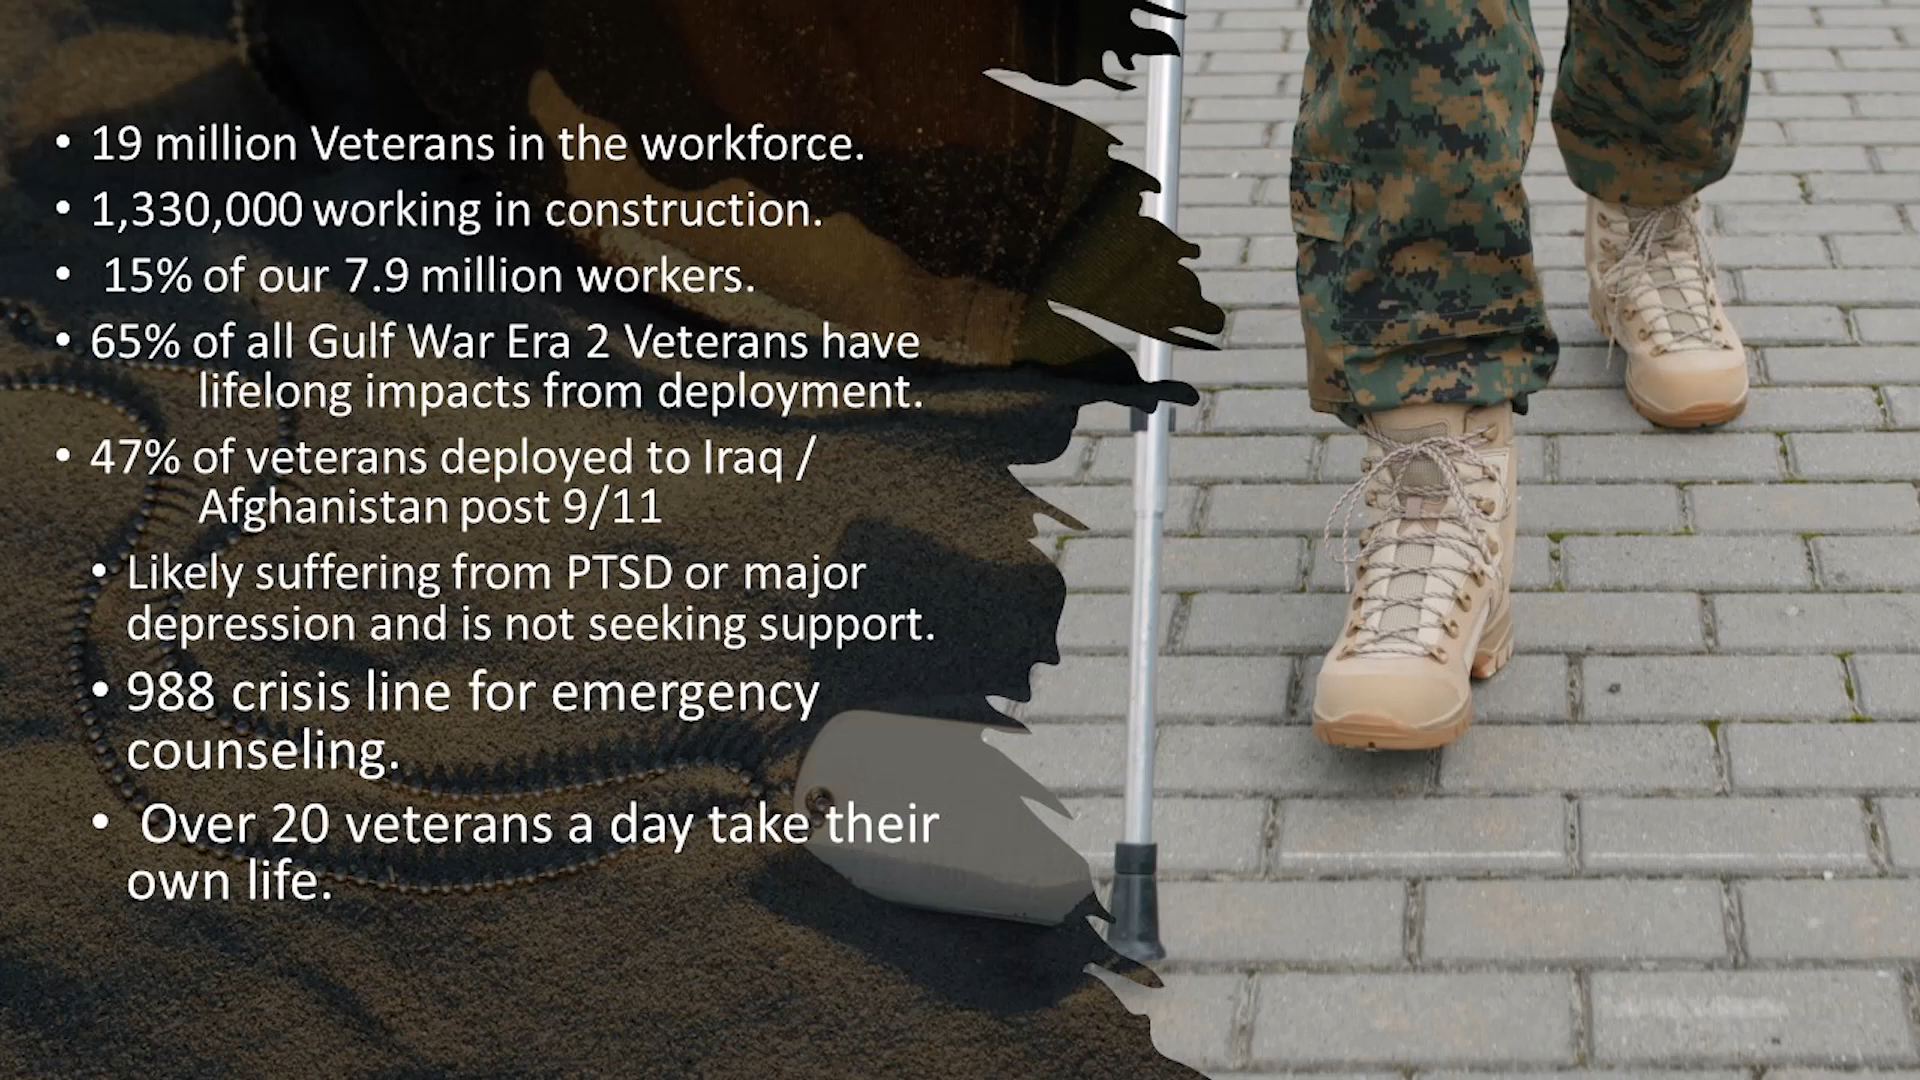 • 19 million Veterans in the workforce.
• 1,330,000 working in construction.
• 15% of our 7.9 million workers.
• 65% of all Gulf War Era 2 Veterans have
lifelong impacts from deployment.
• 47% of veterans deployed to Iraq /
Afghanistan post 9/11
• Likely suffering from PTSD or major
depression and is not seeking support.
• 988 crisis line for emergency
counseling.
• Over 20 veterans a day take their
own life.